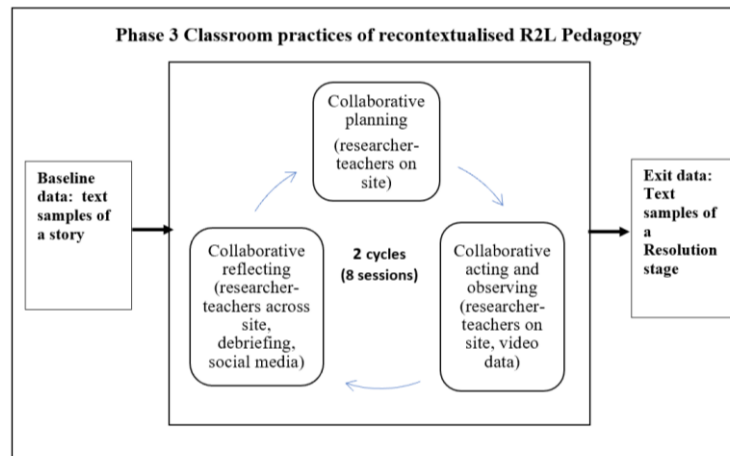 Phase 3 Classroom practices of recontextualised R2L Pedagogy
Collaborative
planning
(researcher-
teachers on
site)
Baseline
data: text
samples of
a story
Collaborative
reflecting
(researcher-
teachers across
site,
debriefing,
social media)
2 cycles
(8 sessions)
Collaborative
acting and
observing
(researcher-
teachers on
site, video
data)
Exit data:
Text
samples of
a
Resolution
stage